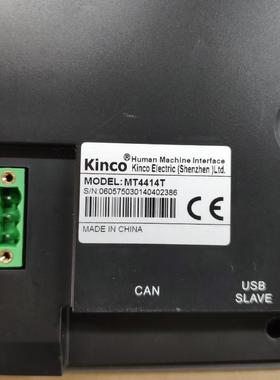 Kinco® Human Machine Interface
Kinco Electric (Shenzhen) Ltd.
MODEL: MT4414T
S/N:060575030140402386
CE
MADE IN CHINA
CAN
USB
SLAVE